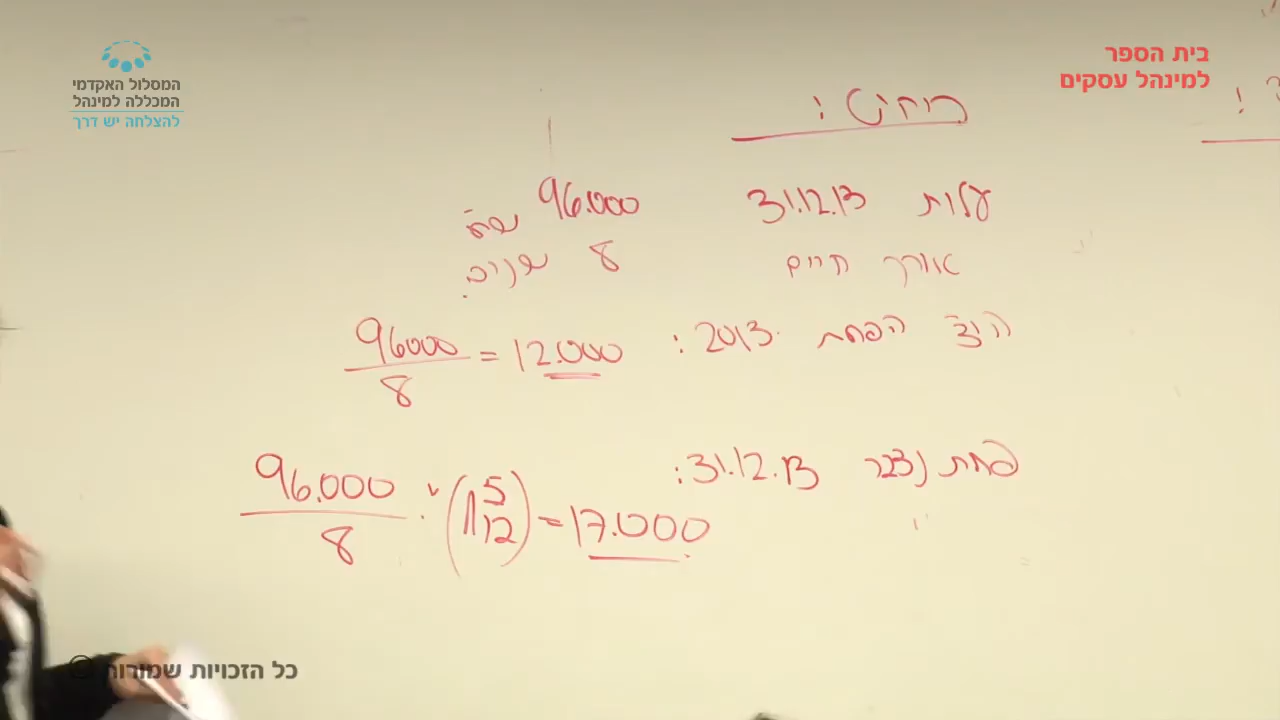 בית הספר
למינהל עסקים
המסלול האקדמי
המכללה למינהל
להצלחה יש דרך
ריהוט :
עלות 31.12.13 96.000
אורך חיים 8 שנים.
הוצ' הפחת 2013 : 96000/8 = 12.000
פחת נצבר 31.12.13 : 96.000/8 · (1 5/12) = 17.000
כל הזכויות שמורות ©